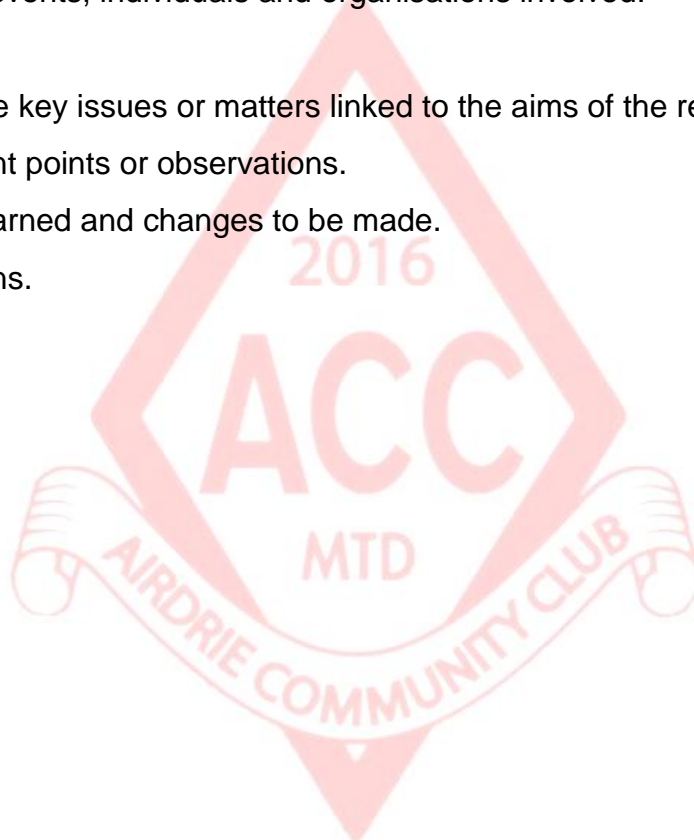 events, individuals and organisations involved.
e key issues or matters linked to the aims of the re
nt points or observations.
arned and changes to be made.
ns.
2016
ACC
MTD
AIRDRIE COMMUNITY CLUB